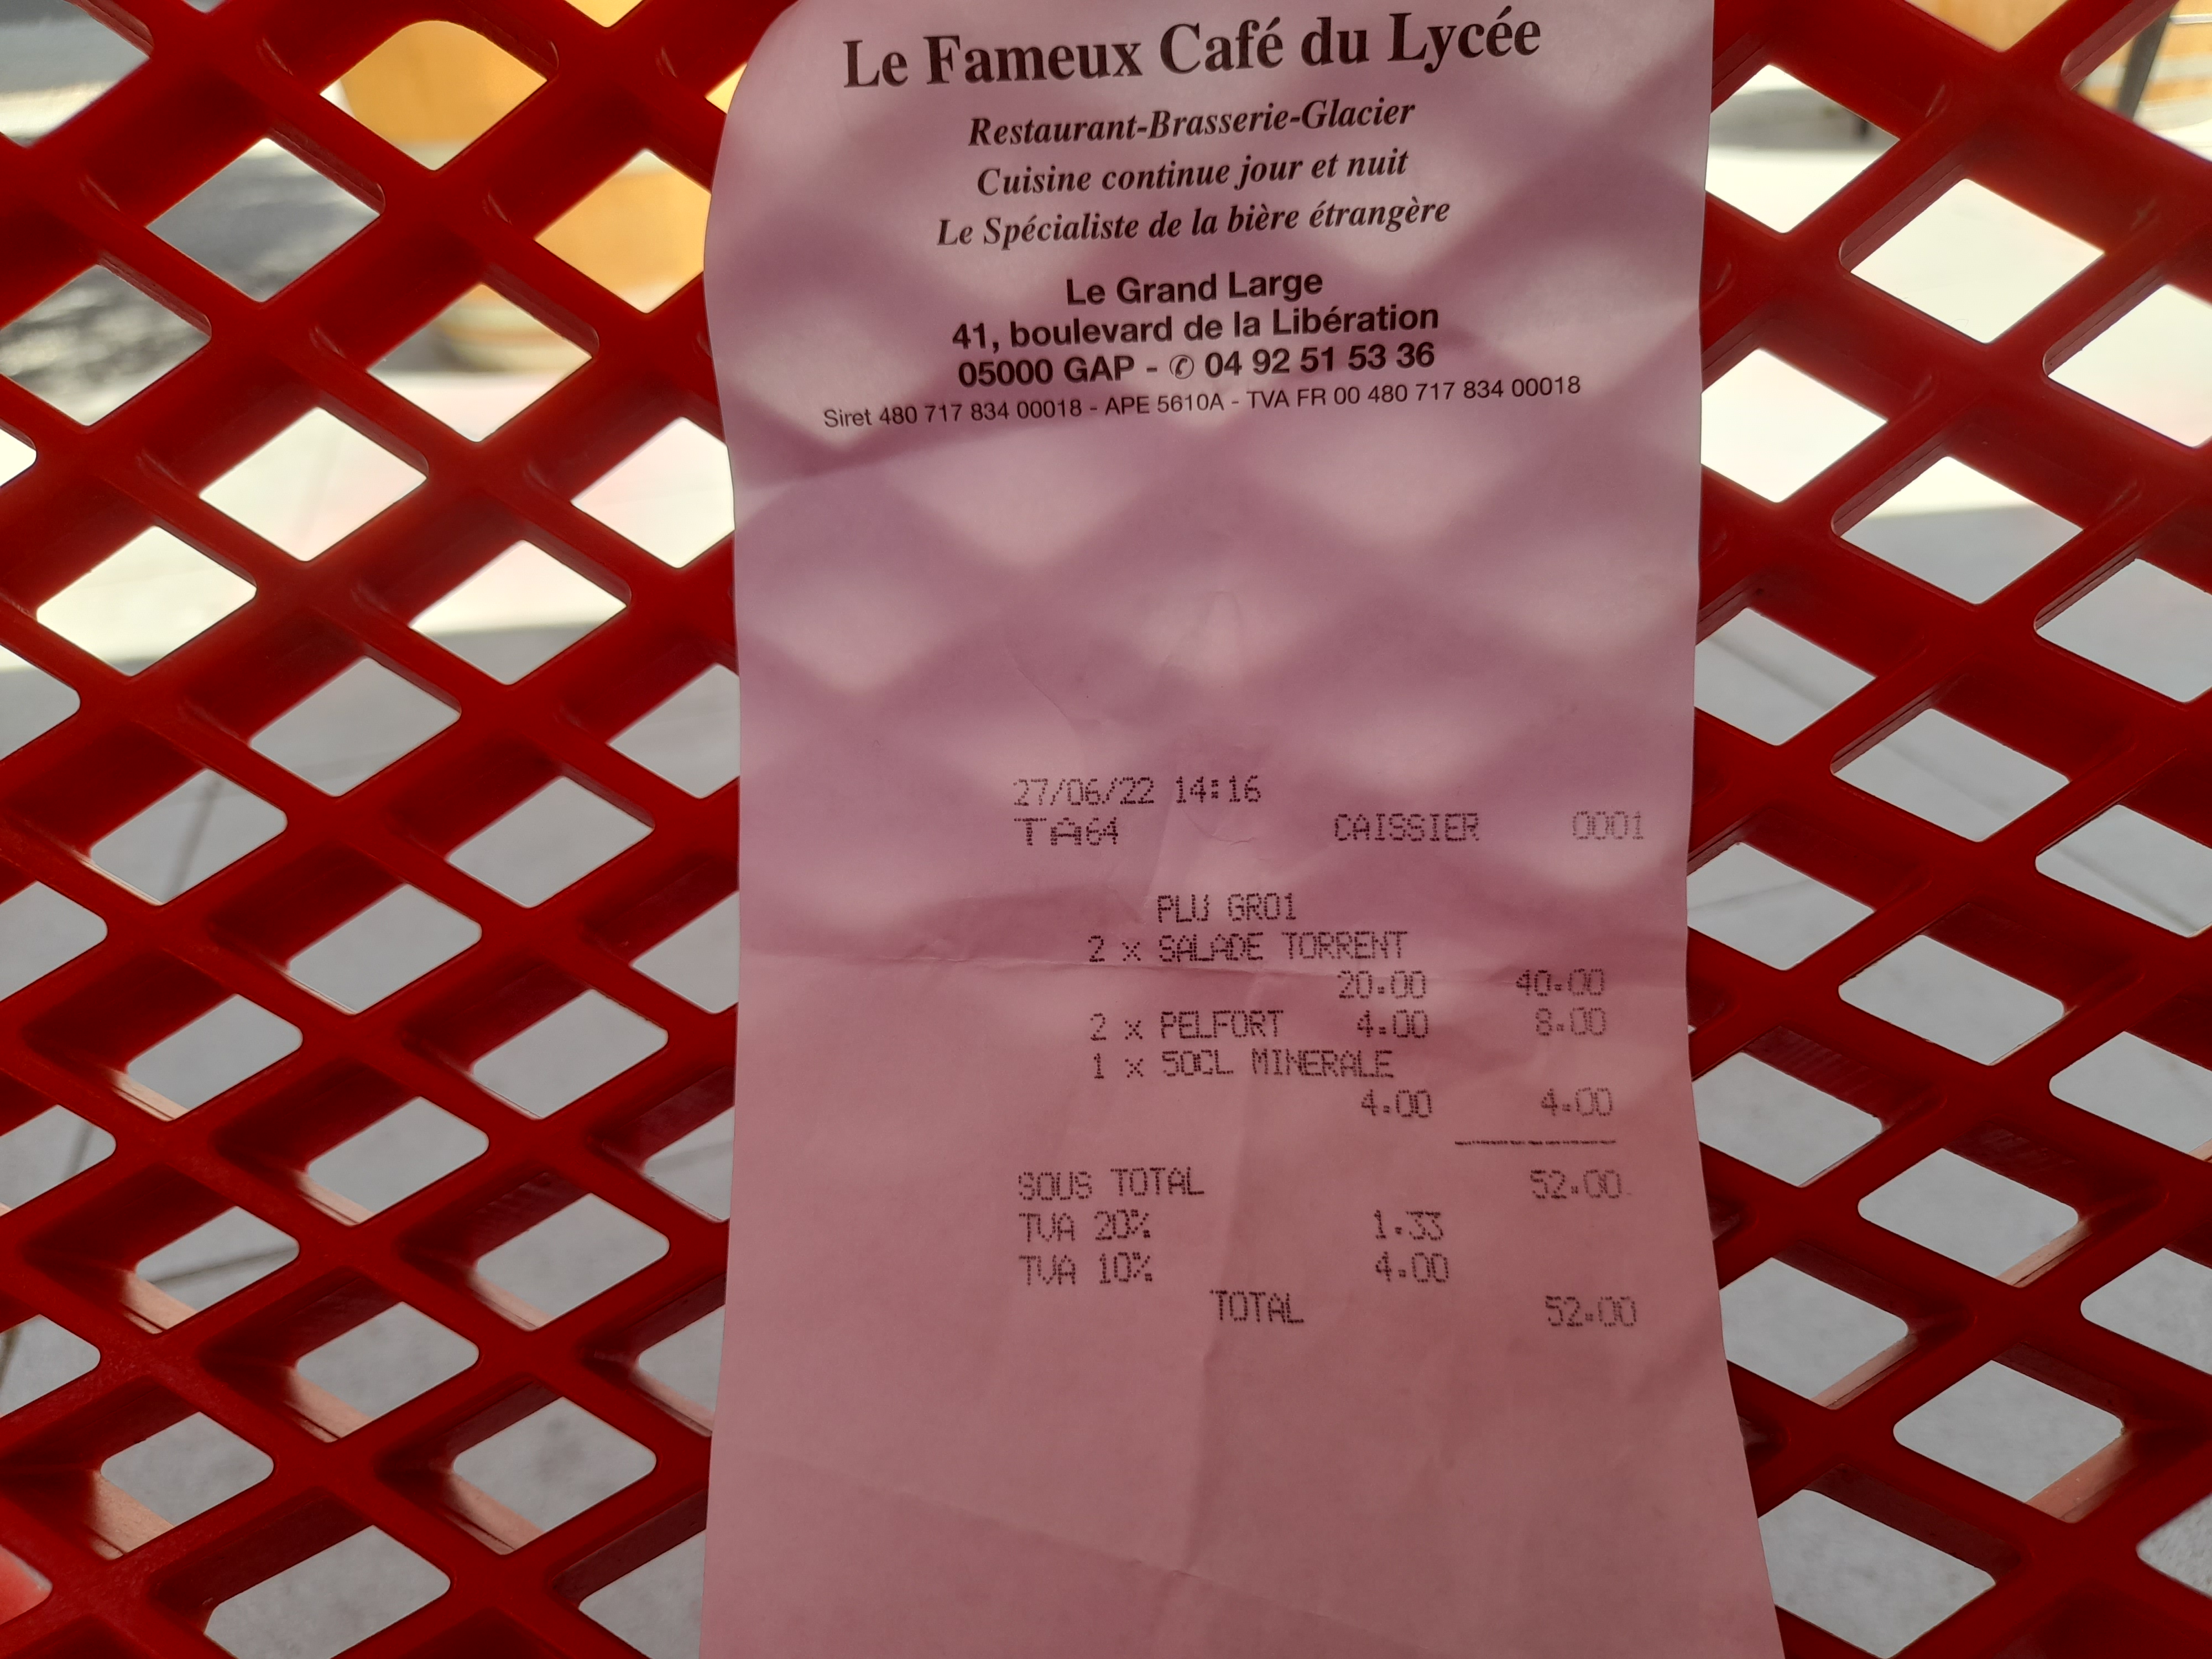 Le Fameux Café du Lycée
Restaurant-Brasserie-Glacier
Cuisine continue jour et nuit
Le Spécialiste de la bière étrangère
Le Grand Large
41, boulevard de la Libération
05000 GAP - ✆ 04 92 51 53 36
Siret 480 717 834 00018 - APE 5610A - TVA FR 00 480 717 834 00018
27/06/22 14:16
TA64 CAISSIER 0001
PLU GR01
2 x SALADE TORRENT
20.00 40.00
2 x PELFORT 4.00 8.00
1 x 50CL MINERALE
4.00 4.00
SOUS TOTAL 52.00
TVA 20% 1.33
TVA 10% 4.00
TOTAL 52.00